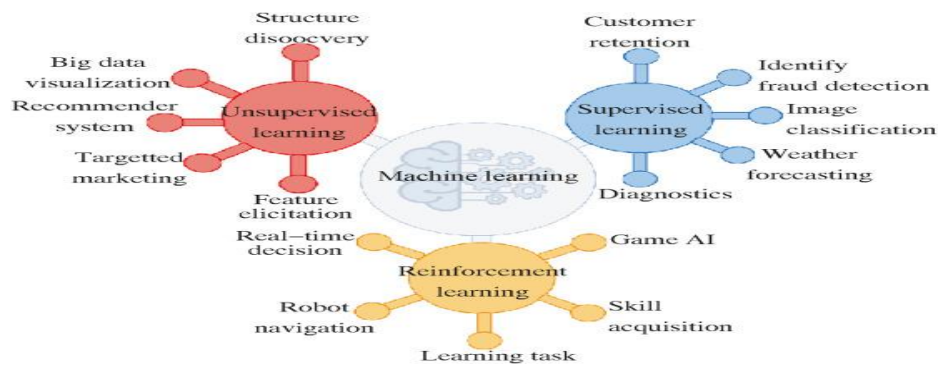 Structure
disoocvery
Big data
visualization
Recommender
system
Targetted
marketing
Feature
elicitation
Unsupervised
learning
Machine learning
Customer
retention
Identify
fraud detection
Image
classification
Weather
forecasting
Diagnostics
Supervised
learning
Real-time
decision
Game AI
Reinforcement
learning
Robot
navigation
Skill
acquisition
Learning task